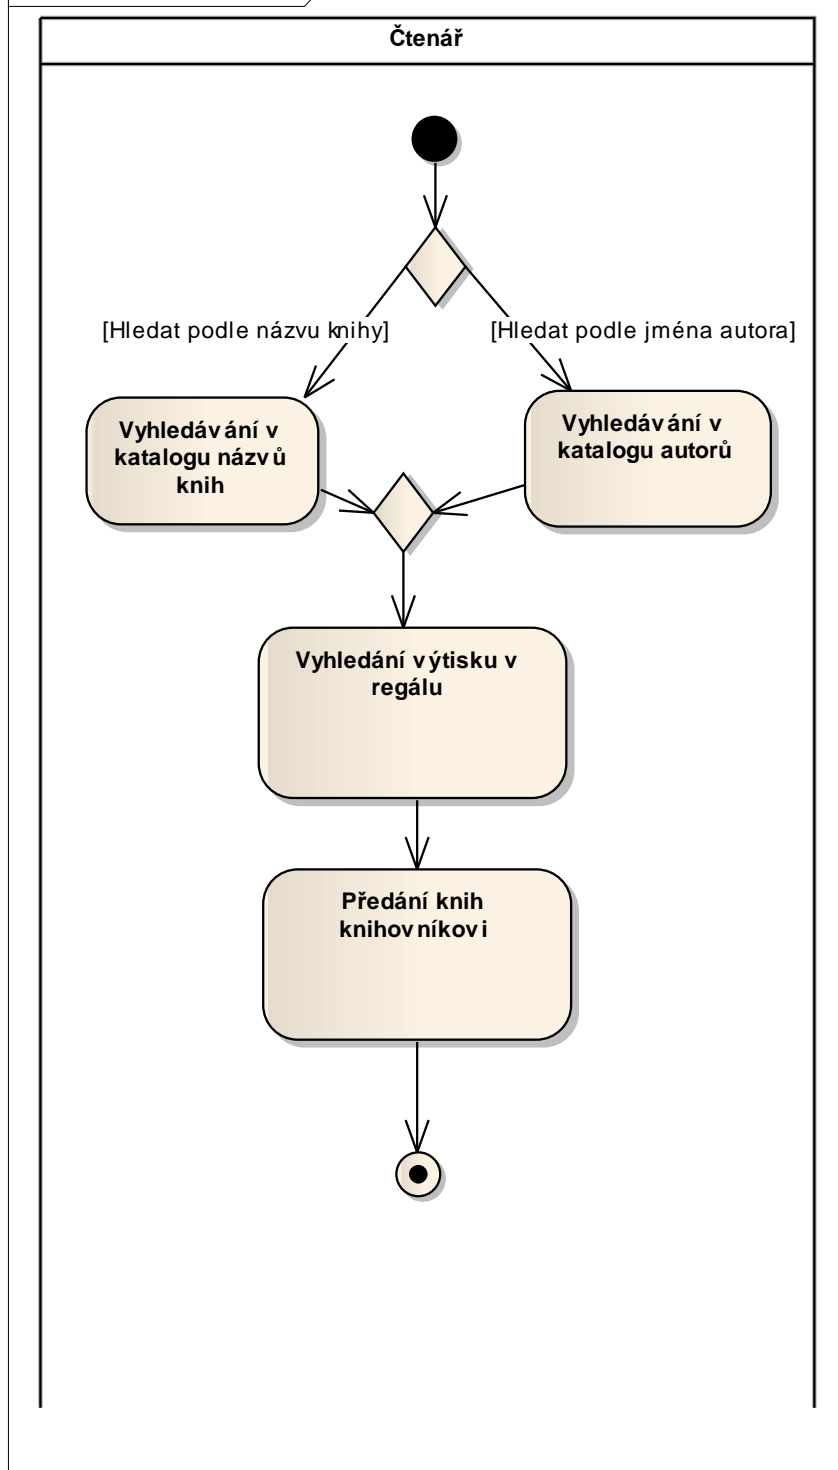 Čtenář
[Hledat podle názvu knihy]
[Hledat podle jména autora]
Vyhledávání v
katalogu názvů
knih
Vyhledávání v
katalogu autorů
Vyhledání výtisku v
regálu
Předání knih
knihovníkovi